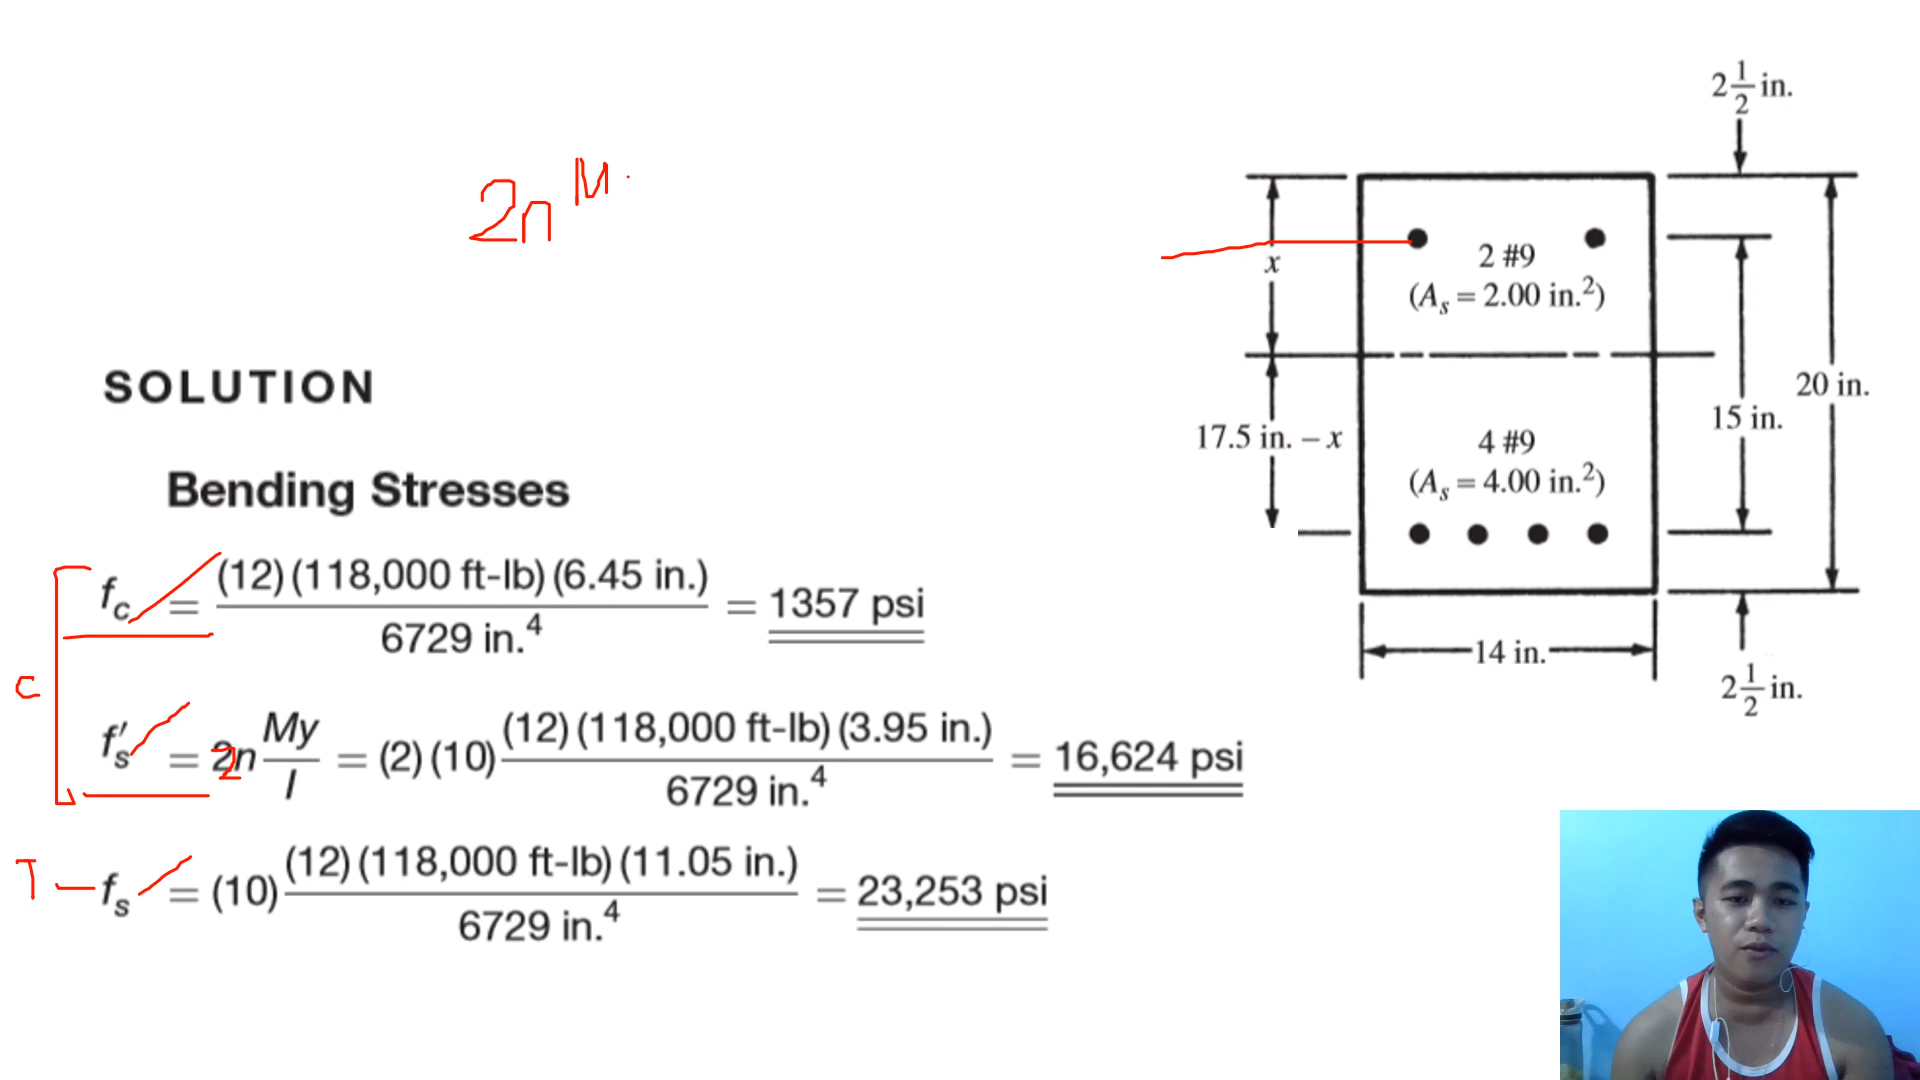 2n M
2 1/2 in.
x
2 #9
(Aₛ = 2.00 in.²)
SOLUTION
20 in.
15 in.
17.5 in. – x
4 #9
(Aₛ = 4.00 in.²)
Bending Stresses
f_c = (12)(118,000 ft-lb)(6.45 in.) / 6729 in.⁴ = 1357 psi
14 in.
2 1/2 in.
C
f′ₛ = 2n My / I = (2)(10) (12)(118,000 ft-lb)(3.95 in.) / 6729 in.⁴ = 16,624 psi
T
fₛ = (10) (12)(118,000 ft-lb)(11.05 in.) / 6729 in.⁴ = 23,253 psi